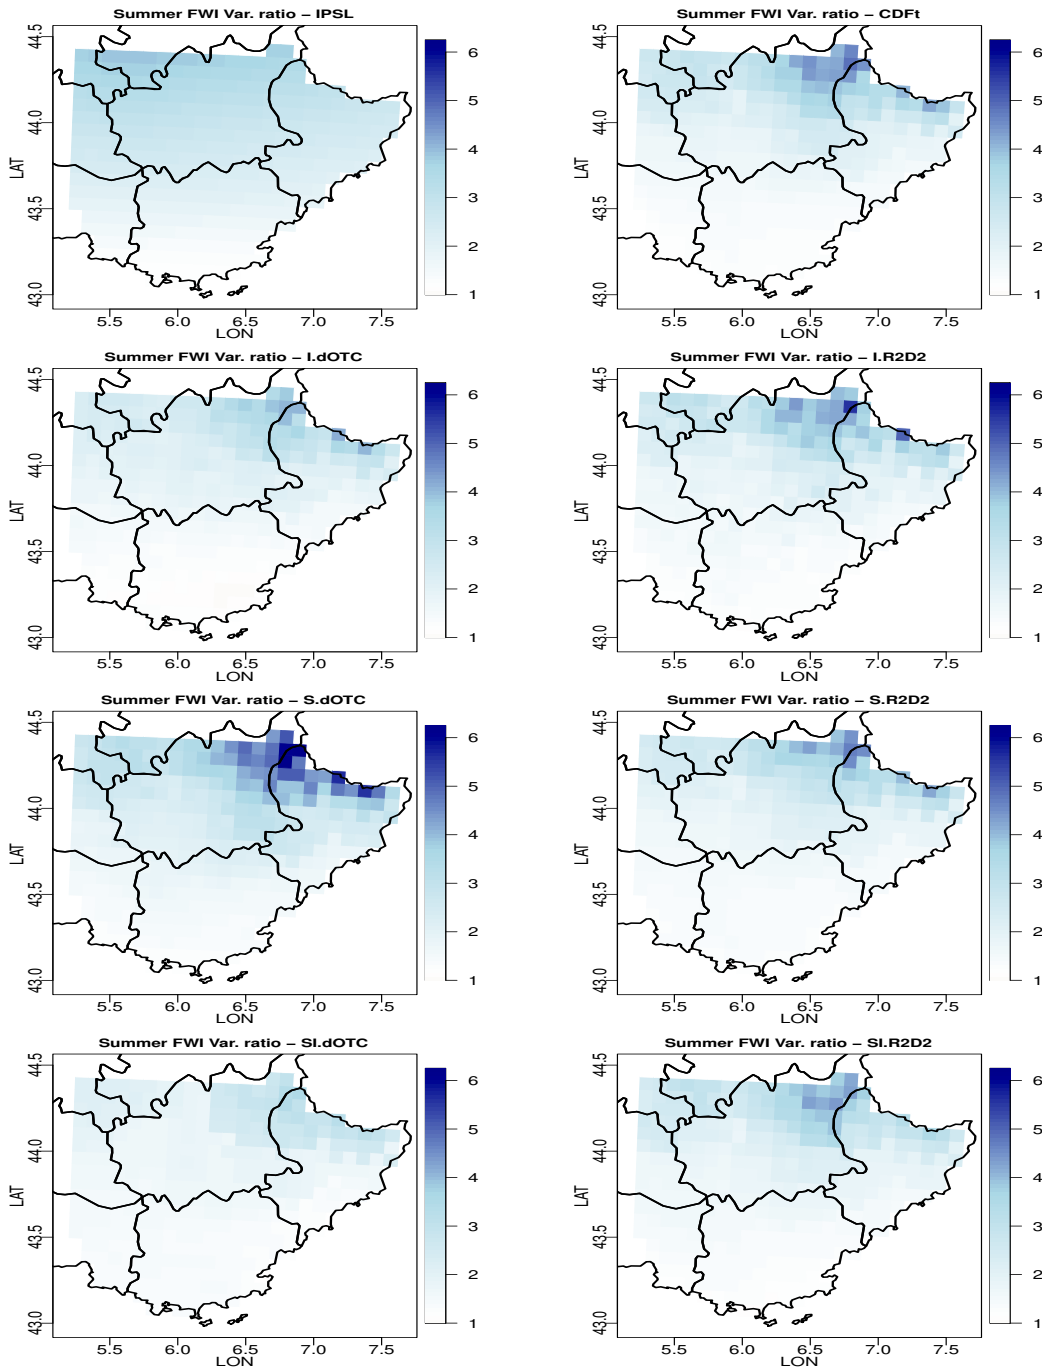 Summer FWI Var. ratio – IPSL
LAT
44.5
44.0
43.5
43.0
5.5 6.0 6.5 7.0 7.5
LON
6
5
4
3
2
1
Summer FWI Var. ratio – CDFt
LAT
44.5
44.0
43.5
43.0
5.5 6.0 6.5 7.0 7.5
LON
6
5
4
3
2
1
Summer FWI Var. ratio – I.dOTC
LAT
44.5
44.0
43.5
43.0
5.5 6.0 6.5 7.0 7.5
LON
6
5
4
3
2
1
Summer FWI Var. ratio – I.R2D2
LAT
44.5
44.0
43.5
43.0
5.5 6.0 6.5 7.0 7.5
LON
6
5
4
3
2
1
Summer FWI Var. ratio – S.dOTC
LAT
44.5
44.0
43.5
43.0
5.5 6.0 6.5 7.0 7.5
LON
6
5
4
3
2
1
Summer FWI Var. ratio – S.R2D2
LAT
44.5
44.0
43.5
43.0
5.5 6.0 6.5 7.0 7.5
LON
6
5
4
3
2
1
Summer FWI Var. ratio – SI.dOTC
LAT
44.5
44.0
43.5
43.0
5.5 6.0 6.5 7.0 7.5
LON
6
5
4
3
2
1
Summer FWI Var. ratio – SI.R2D2
LAT
44.5
44.0
43.5
43.0
5.5 6.0 6.5 7.0 7.5
LON
6
5
4
3
2
1